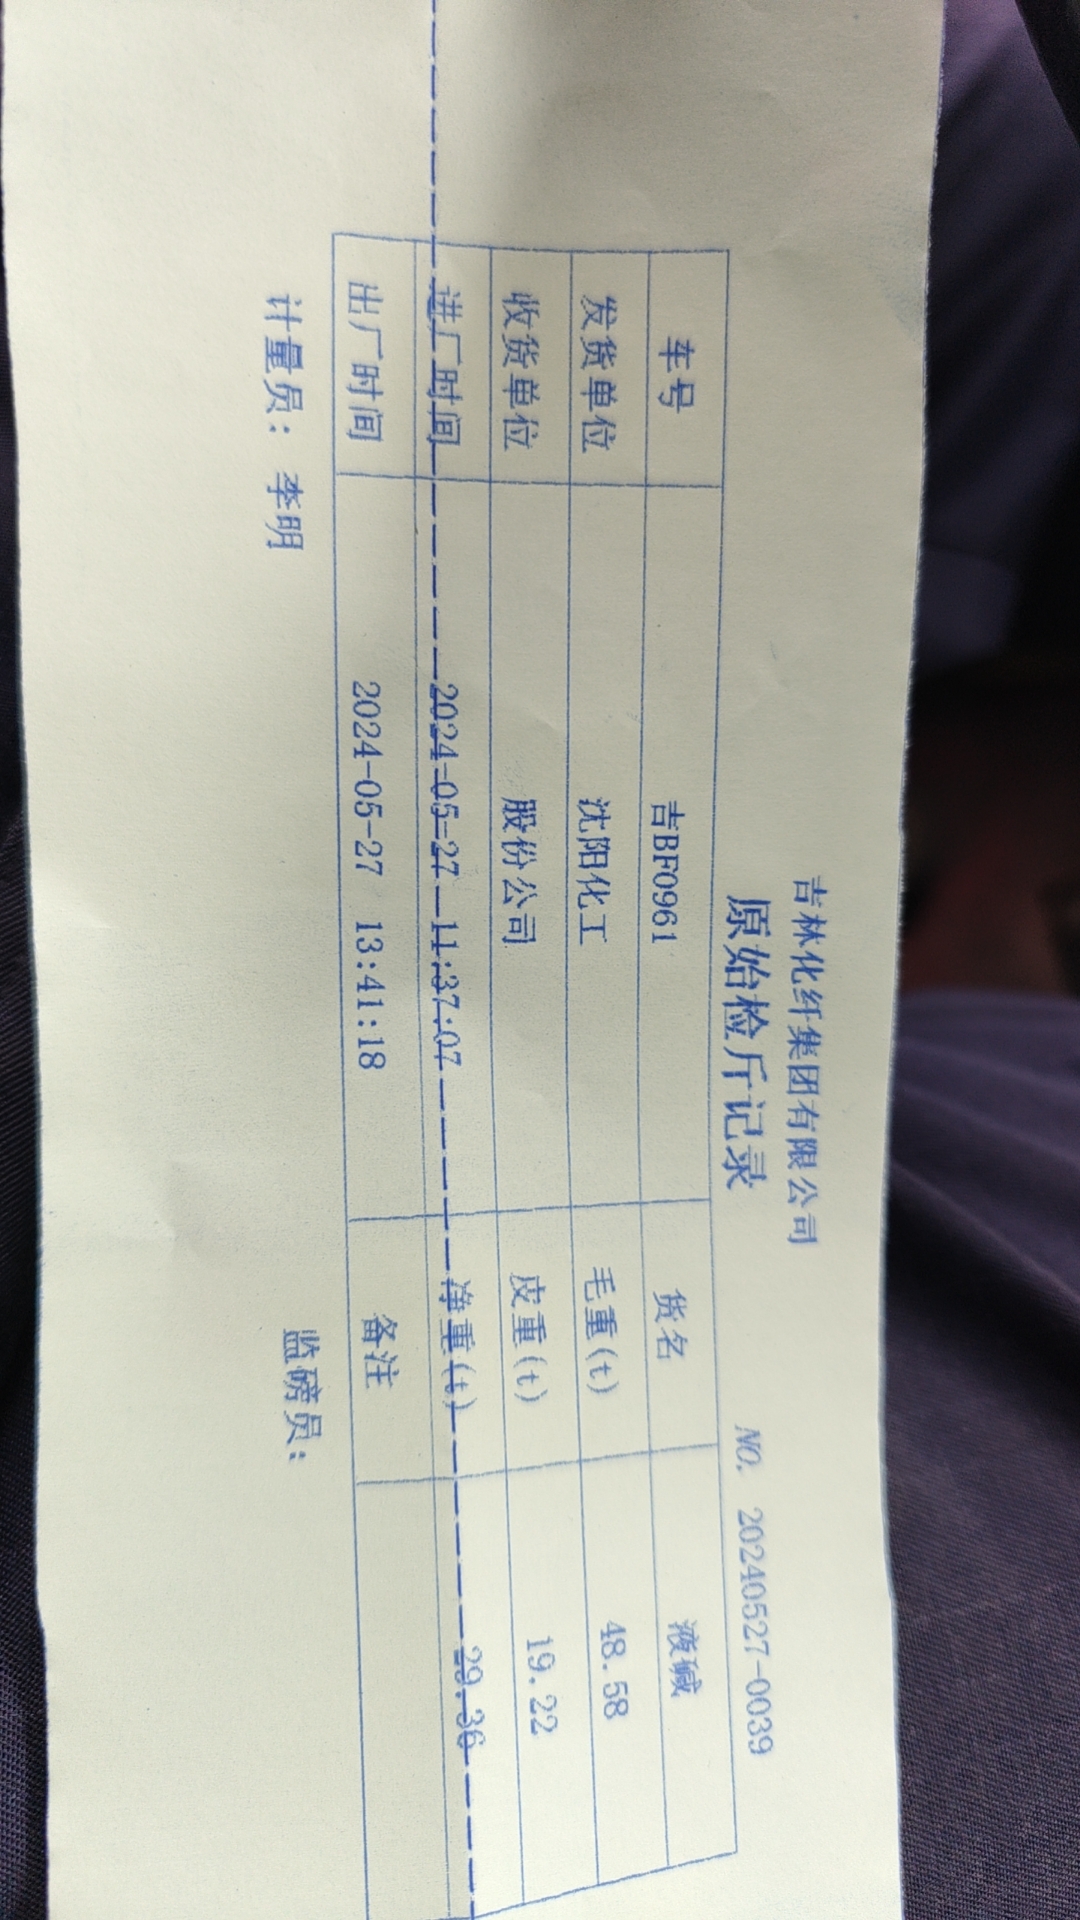 吉林化纤集团有限公司
原始检斤记录
NO. 20240527-0039
车号 吉BF0961 货名 液碱
发货单位 沈阳化工 毛重(t) 48.58
收货单位 股份公司 皮重(t) 19.22
进厂时间 2024-05-27 11:37:07 净重(t) 29.36
出厂时间 2024-05-27 13:41:18 备注
计量员: 李明 监磅员: